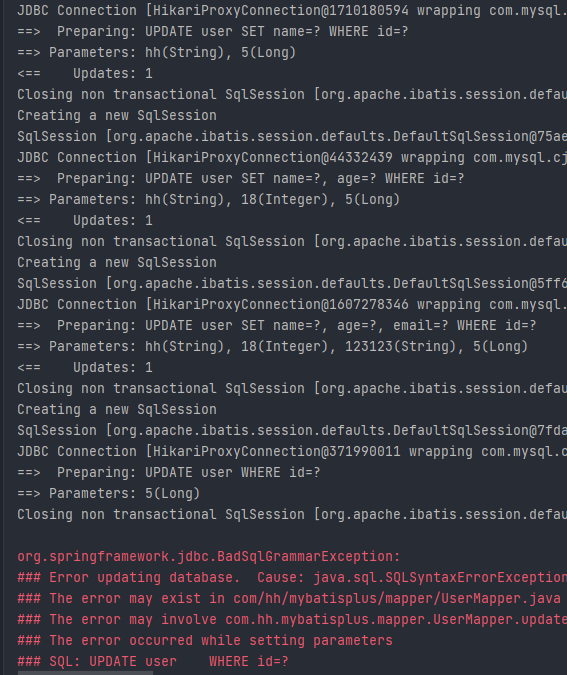 JDBC Connection [HikariProxyConnection@1710180594 wrapping com.mysql.
==>  Preparing: UPDATE user SET name=? WHERE id=?
==> Parameters: hh(String), 5(Long)
<==    Updates: 1
Closing non transactional SqlSession [org.apache.ibatis.session.defau
Creating a new SqlSession
SqlSession [org.apache.ibatis.session.defaults.DefaultSqlSession@75ae
JDBC Connection [HikariProxyConnection@44332439 wrapping com.mysql.cj
==>  Preparing: UPDATE user SET name=?, age=? WHERE id=?
==> Parameters: hh(String), 18(Integer), 5(Long)
<==    Updates: 1
Closing non transactional SqlSession [org.apache.ibatis.session.defau
Creating a new SqlSession
SqlSession [org.apache.ibatis.session.defaults.DefaultSqlSession@5ff6
JDBC Connection [HikariProxyConnection@1607278346 wrapping com.mysql.
==>  Preparing: UPDATE user SET name=?, age=?, email=? WHERE id=?
==> Parameters: hh(String), 18(Integer), 123123(String), 5(Long)
<==    Updates: 1
Closing non transactional SqlSession [org.apache.ibatis.session.defau
Creating a new SqlSession
SqlSession [org.apache.ibatis.session.defaults.DefaultSqlSession@7fda
JDBC Connection [HikariProxyConnection@371990011 wrapping com.mysql.c
==>  Preparing: UPDATE user WHERE id=?
==> Parameters: 5(Long)
Closing non transactional SqlSession [org.apache.ibatis.session.defau
org.springframework.jdbc.BadSqlGrammarException:
### Error updating database.  Cause: java.sql.SQLSyntaxErrorException
### The error may exist in com/hh/mybatisplus/mapper/UserMapper.java
### The error may involve com.hh.mybatisplus.mapper.UserMapper.update
### The error occurred while setting parameters
### SQL: UPDATE user    WHERE id=?